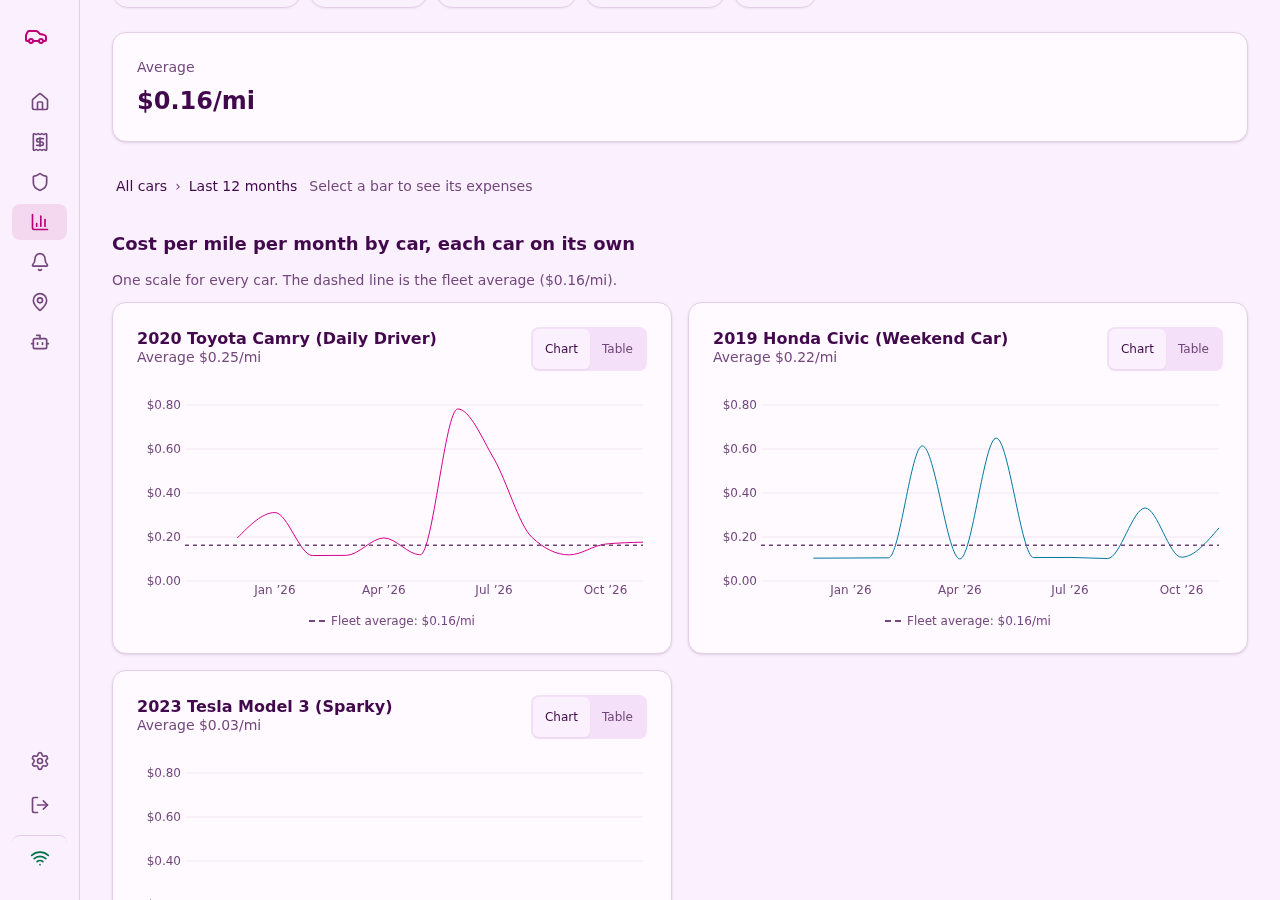 Average
$0.16/mi
All cars › Last 12 months Select a bar to see its expenses
Cost per mile per month by car, each car on its own
One scale for every car. The dashed line is the fleet average ($0.16/mi).
2020 Toyota Camry (Daily Driver)
Average $0.25/mi
Chart Table
$0.80
$0.60
$0.40
$0.20
$0.00
Jan ’26 Apr ’26 Jul ’26 Oct ’26
Fleet average: $0.16/mi
2019 Honda Civic (Weekend Car)
Average $0.22/mi
Chart Table
$0.80
$0.60
$0.40
$0.20
$0.00
Jan ’26 Apr ’26 Jul ’26 Oct ’26
Fleet average: $0.16/mi
2023 Tesla Model 3 (Sparky)
Average $0.03/mi
Chart Table
$0.80
$0.60
$0.40